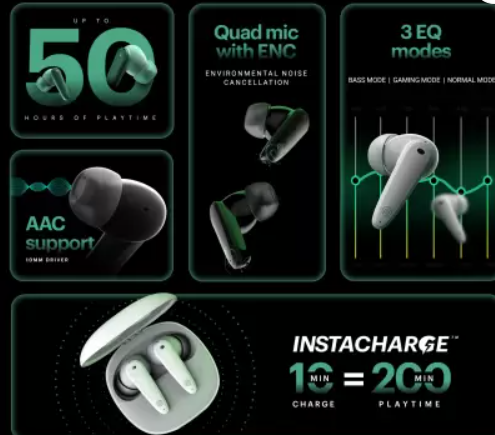 UP TO
50
HOURS OF PLAYTIME
Quad mic
with ENC
ENVIRONMENTAL NOISE
CANCELLATION
3 EQ
modes
BASS MODE | GAMING MODE | NORMAL MODE
AAC
support
10MM DRIVER
INSTACHARGE™
10 MIN = 200 MIN
CHARGE PLAYTIME